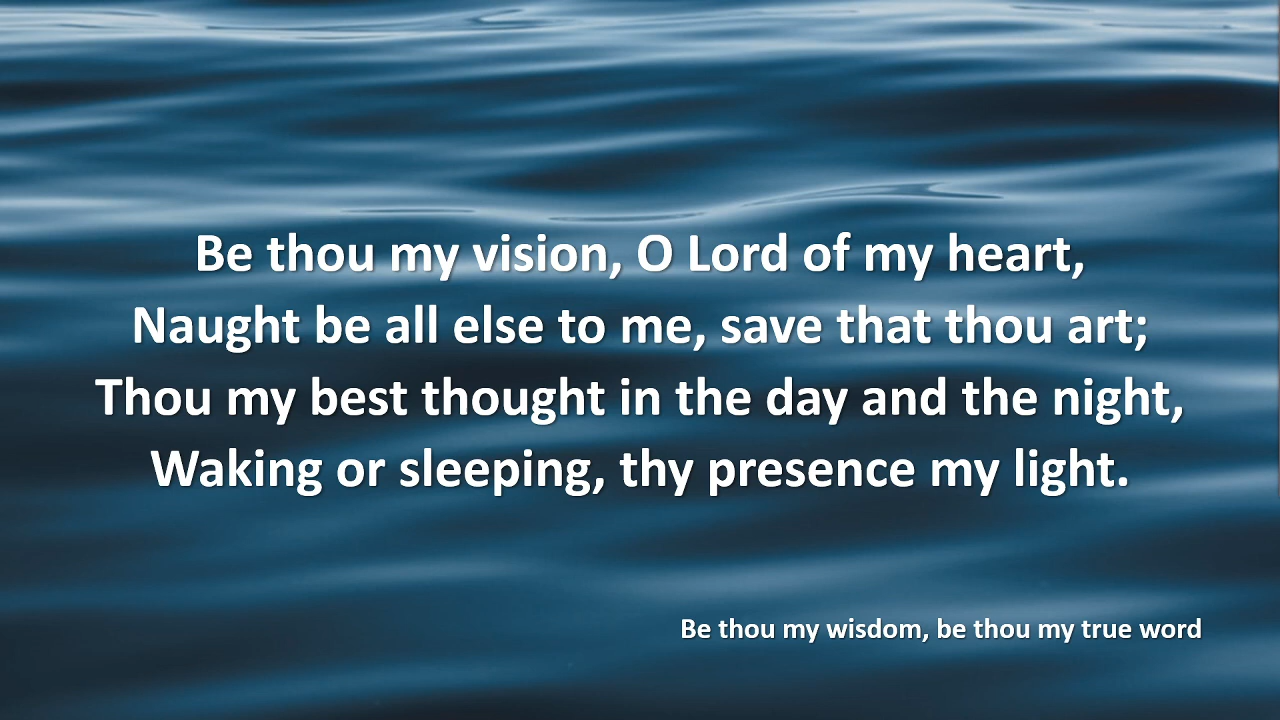 Be thou my vision, O Lord of my heart,
Naught be all else to me, save that thou art;
Thou my best thought in the day and the night,
Waking or sleeping, thy presence my light.
Be thou my wisdom, be thou my true word